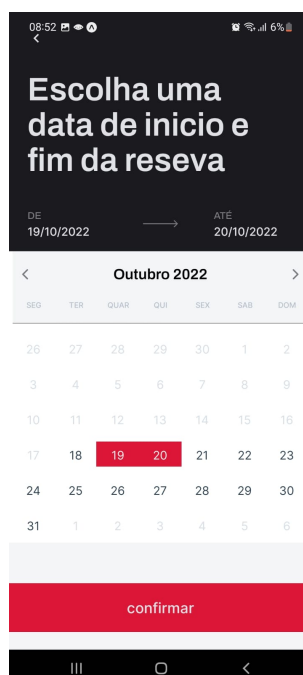 08:52 6%
Escolha uma
data de inicio e
fim da reseva
DE ATÉ
19/10/2022 20/10/2022
Outubro 2022
SEG TER QUAR QUI SEX SAB DOM
26 27 28 29 30 1 2
3 4 5 6 7 8 9
10 11 12 13 14 15 16
17 18 19 20 21 22 23
24 25 26 27 28 29 30
31 1 2 3 4 5 6
confirmar